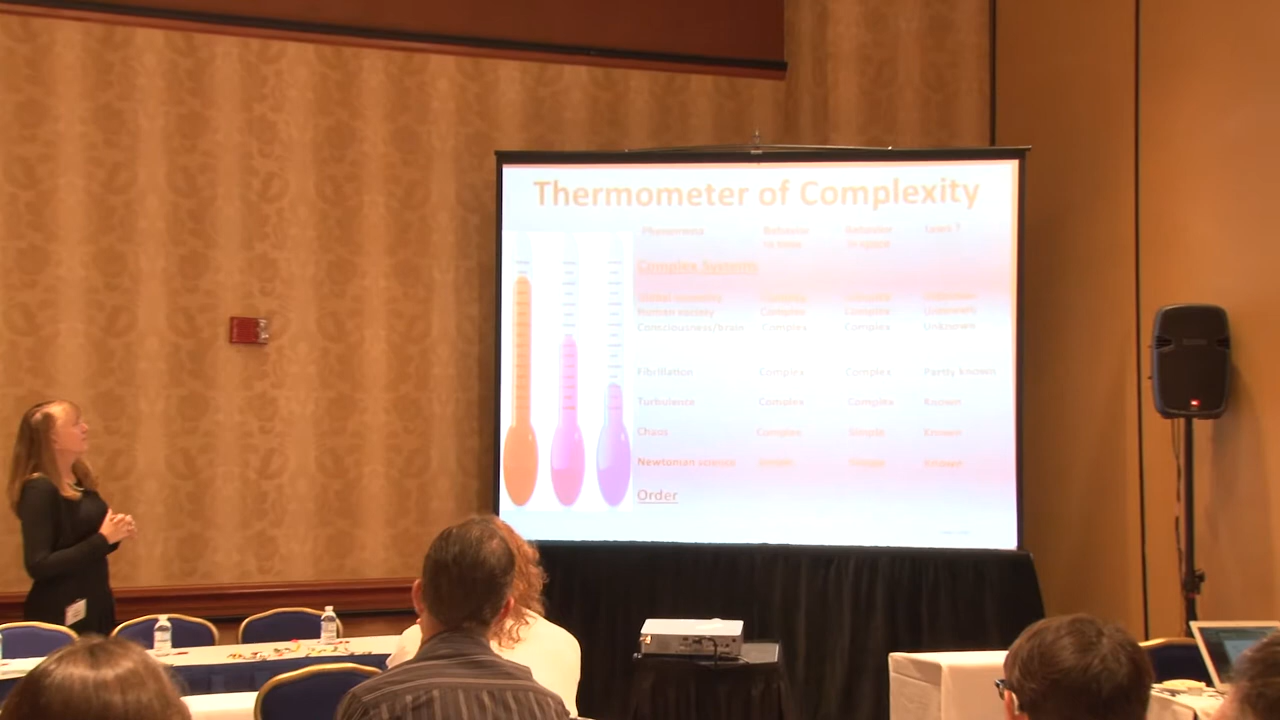 Thermometer of Complexity
Phenomena Behavior in time Behavior in space Laws ?
Complex Systems
Human society Complex Complex Unknown
Consciousness/brain Complex Complex Unknown
Fibrillation Complex Complex Partly known
Turbulence Complex Complex Known
Chaos Complex Simple Known
Newtonian science Simple Simple Known
Order